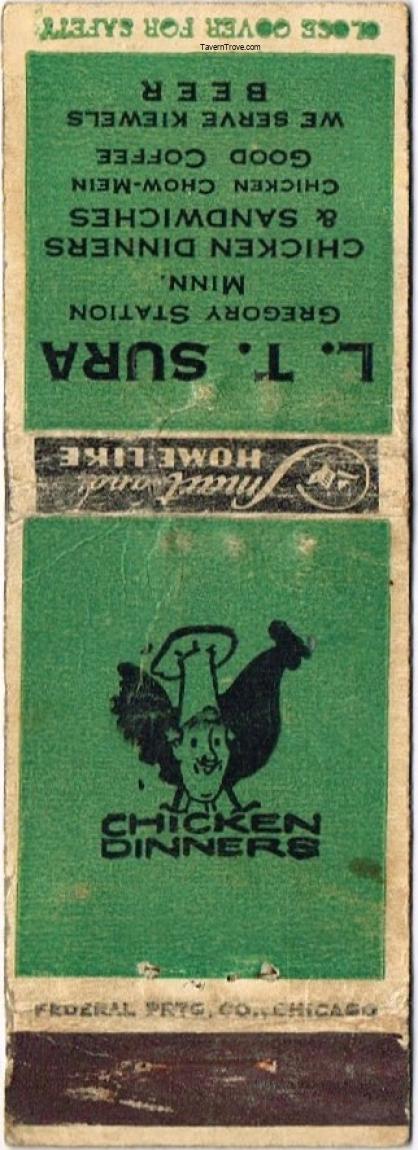 CLOSE COVER FOR SAFETY
TavernTrove.com
L. T. SURA
GREGORY STATION
MINN.
CHICKEN DINNERS
& SANDWICHES
CHICKEN CHOW-MEIN
GOOD COFFEE
WE SERVE KIEWELS
BEER
Smart and
HOME LIKE
CHICKEN
DINNERS
FEDERAL PRTG. CO., CHICAGO